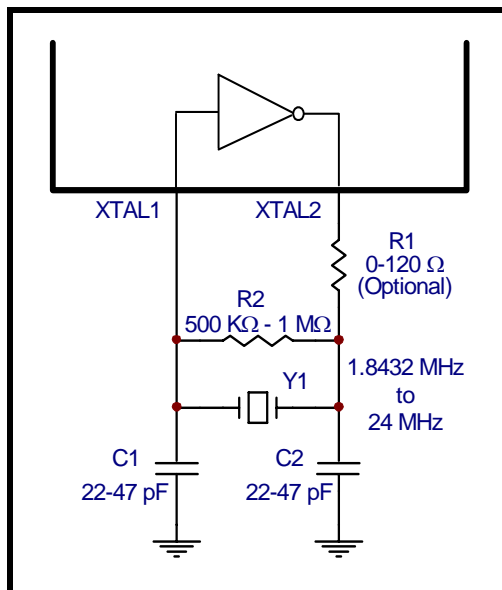 XTAL1
XTAL2
R1
0-120 Ω
(Optional)
R2
500 KΩ - 1 MΩ
Y1
1.8432 MHz
to
24 MHz
C1
22-47 pF
C2
22-47 pF